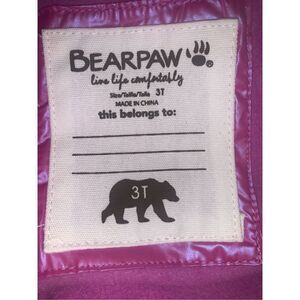 BEARPAW®
live life comfortably
Size/Taille/Talla 3T
MADE IN CHINA
this belongs to:
3T